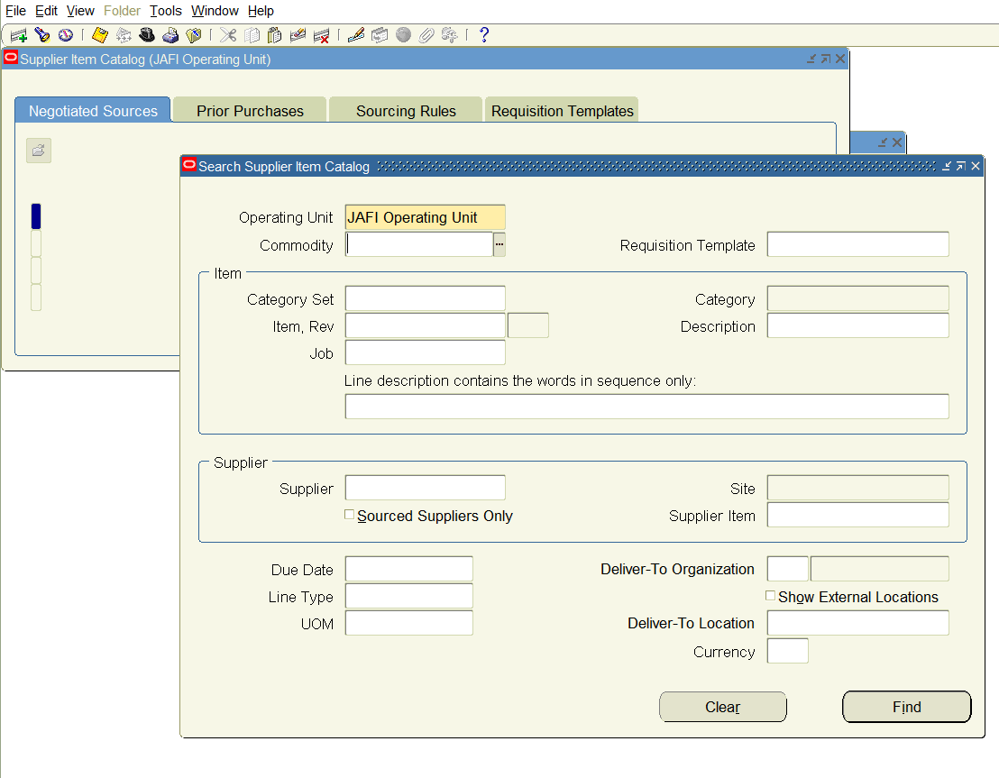 File Edit View Folder Tools Window Help
?
Supplier Item Catalog (JAFI Operating Unit)
Negotiated Sources Prior Purchases Sourcing Rules Requisition Templates
Search Supplier Item Catalog
Operating Unit JAFI Operating Unit
Commodity ... Requisition Template
Item
Category Set Category
Item, Rev Description
Job
Line description contains the words in sequence only:
Supplier
Supplier Site
Sourced Suppliers Only Supplier Item
Due Date Deliver-To Organization
Line Type Show External Locations
UOM Deliver-To Location
Currency
Clear Find